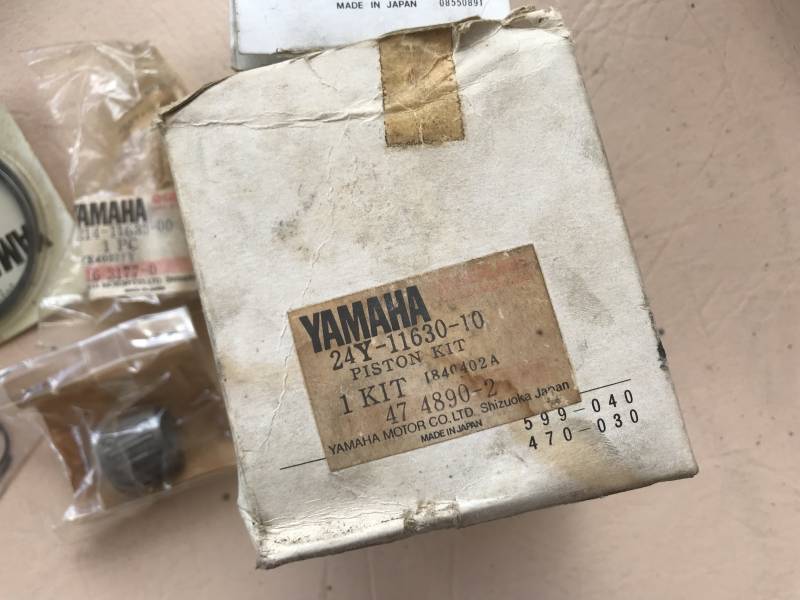 MADE IN JAPAN 08550891
YAMAHA
1 PC
YAMAHA
24Y-11630-10
PISTON KIT
1 KIT 1840402A
47 4890-2
YAMAHA MOTOR CO.,LTD. Shizuoka Japan
MADE IN JAPAN
599-040
470-030